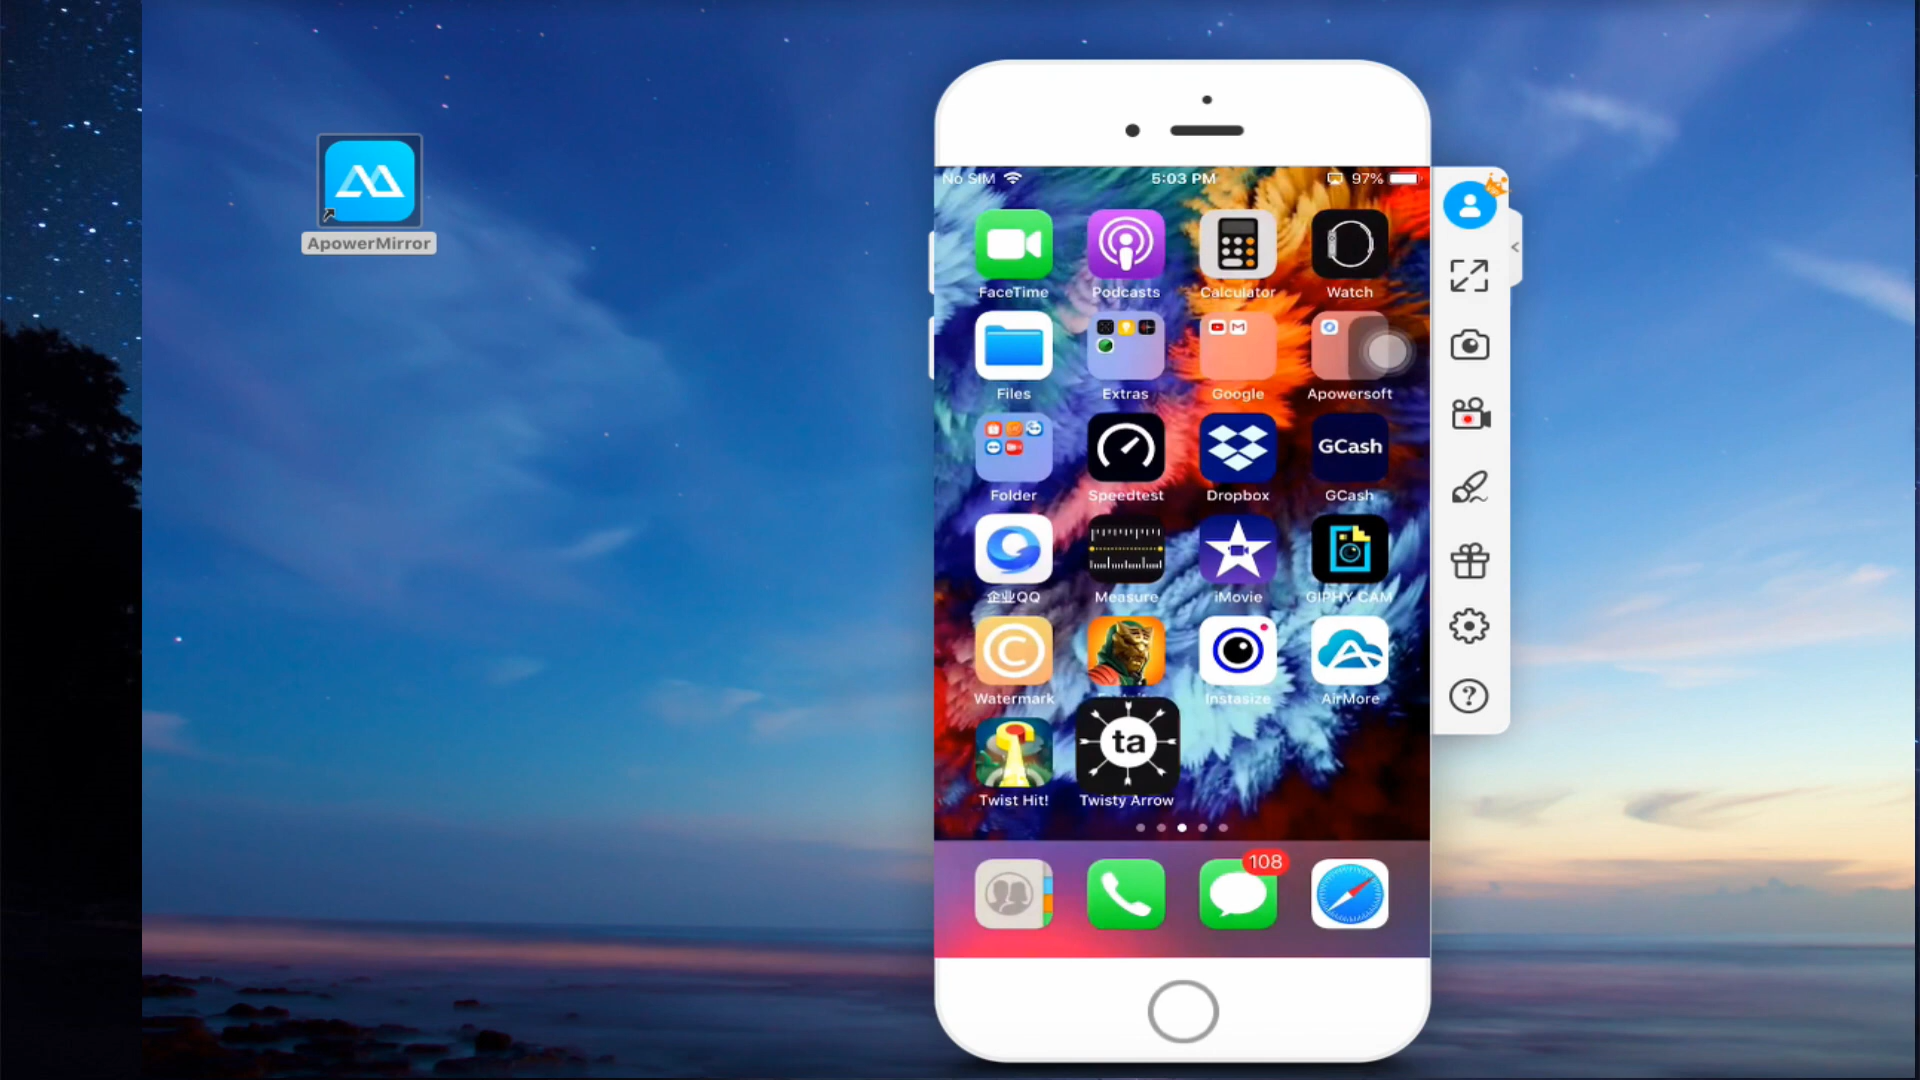 ApowerMirror
No SIM 5:03 PM 97%
FaceTime Podcasts Calculator Watch
Files Extras Google Apowersoft
GCash
Folder Speedtest Dropbox GCash
企业QQ Measure iMovie GIPHY CAM
Watermark Instasize AirMore
ta
Twist Hit! Twisty Arrow
108